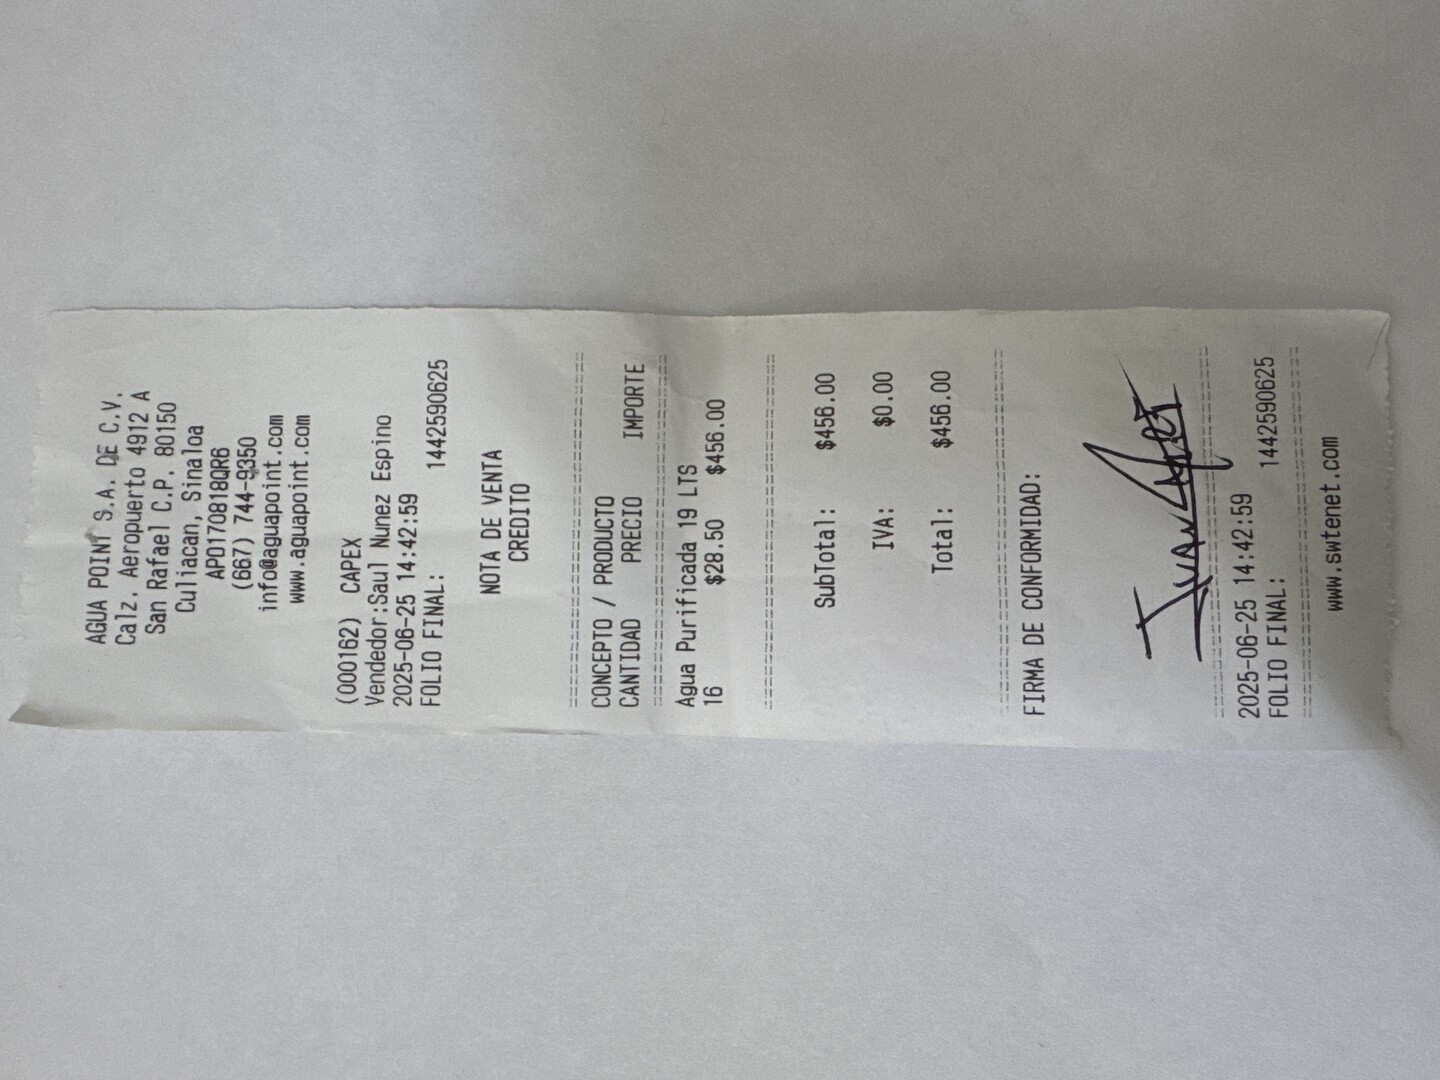 AGUA POINT S.A. DE C.V.
Calz. Aeropuerto 4912 A
San Rafael C.P. 80150
Culiacan, Sinaloa
APO170818QR6
(667) 744-9350
info@aguapoint.com
www.aguapoint.com
(000162) CAPEX
Vendedor:Saul Nunez Espino
2025-06-25 14:42:59
FOLIO FINAL: 1442590625
NOTA DE VENTA
CREDITO
CONCEPTO / PRODUCTO
CANTIDAD PRECIO IMPORTE
Agua Purificada 19 LTS
16 $28.50 $456.00
SubTotal: $456.00
IVA: $0.00
Total: $456.00
FIRMA DE CONFORMIDAD:
Ivan
2025-06-25 14:42:59
FOLIO FINAL: 1442590625
www.swtenet.com